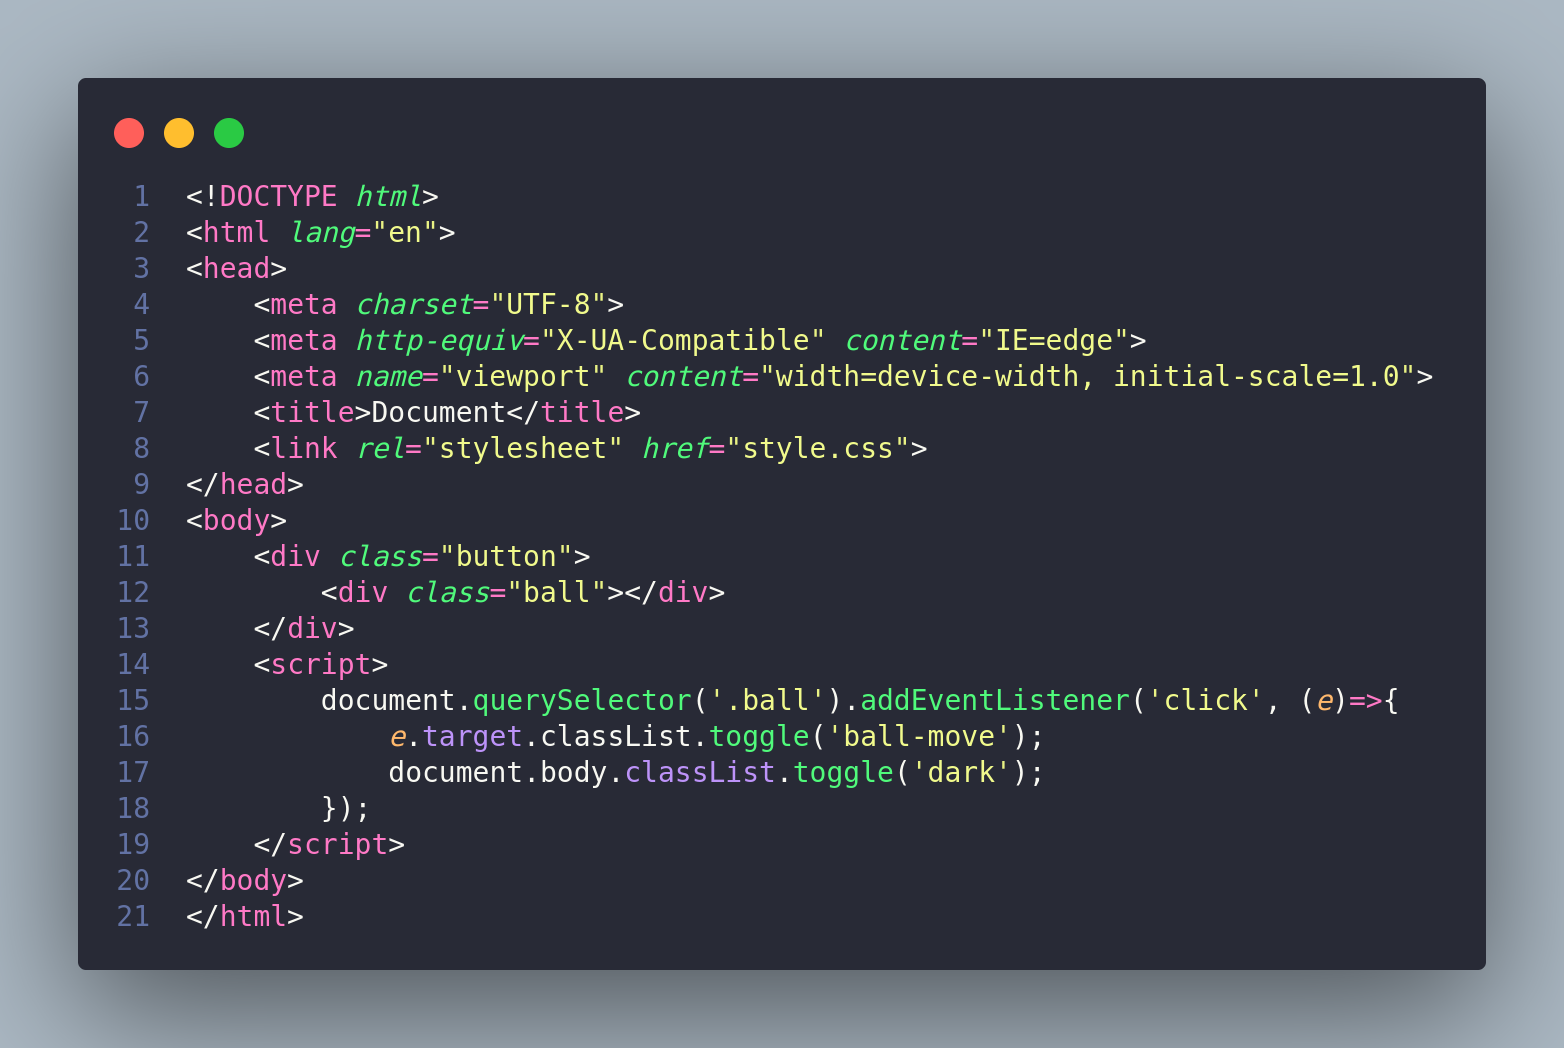 1 <!DOCTYPE html>
2 <html lang="en">
3 <head>
4     <meta charset="UTF-8">
5     <meta http-equiv="X-UA-Compatible" content="IE=edge">
6     <meta name="viewport" content="width=device-width, initial-scale=1.0">
7     <title>Document</title>
8     <link rel="stylesheet" href="style.css">
9 </head>
10 <body>
11     <div class="button">
12         <div class="ball"></div>
13     </div>
14     <script>
15         document.querySelector('.ball').addEventListener('click', (e)=>{
16             e.target.classList.toggle('ball-move');
17             document.body.classList.toggle('dark');
18         });
19     </script>
20 </body>
21 </html>